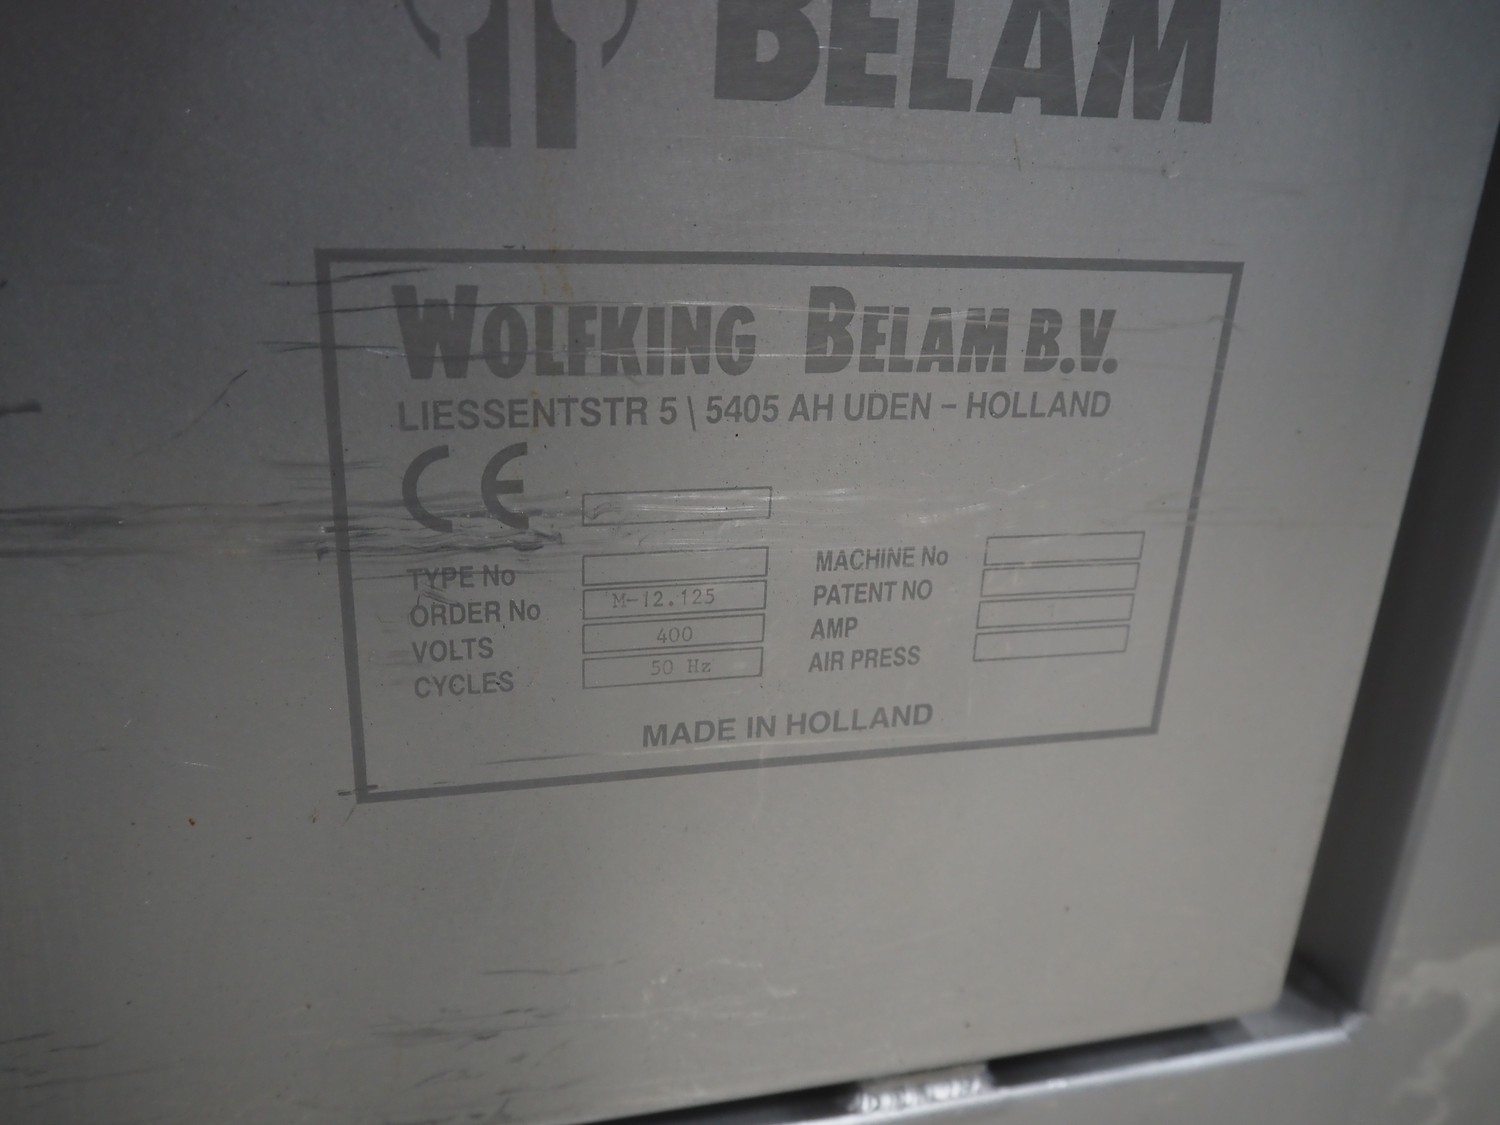 BELAM
WOLFKING BELAM B.V.
LIESSENTSTR 5 \ 5405 AH UDEN – HOLLAND
CE
TYPE No
MACHINE No
ORDER No M-12.125
PATENT NO
VOLTS 400
AMP 1
CYCLES 50 Hz
AIR PRESS
MADE IN HOLLAND